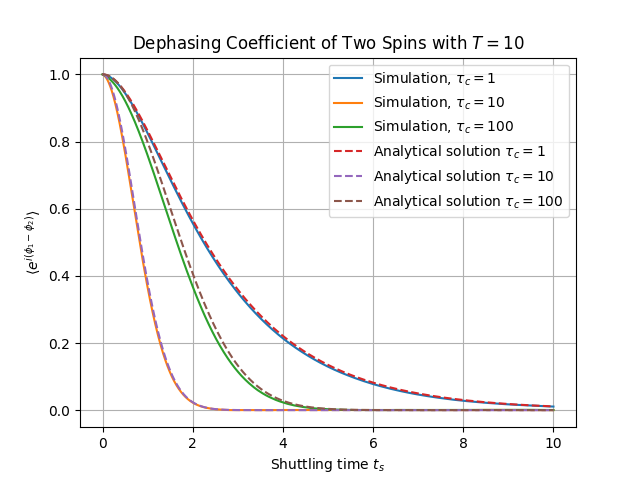 Dephasing Coefficient of Two Spins with $T = 10$
⟨e^{i(ϕ₁ − ϕ₂)}⟩
1.0
0.8
0.6
0.4
0.2
0.0
Simulation, τ_c = 1
Simulation, τ_c = 10
Simulation, τ_c = 100
Analytical solution τ_c = 1
Analytical solution τ_c = 10
Analytical solution τ_c = 100
0 2 4 6 8 10
Shuttling time t_s